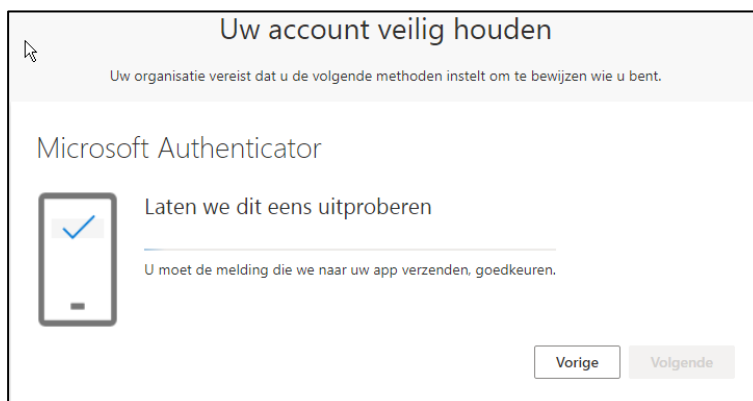 Uw account veilig houden
Uw organisatie vereist dat u de volgende methoden instelt om te bewijzen wie u bent.
Microsoft Authenticator
Laten we dit eens uitproberen
U moet de melding die we naar uw app verzenden, goedkeuren.
Vorige
Volgende